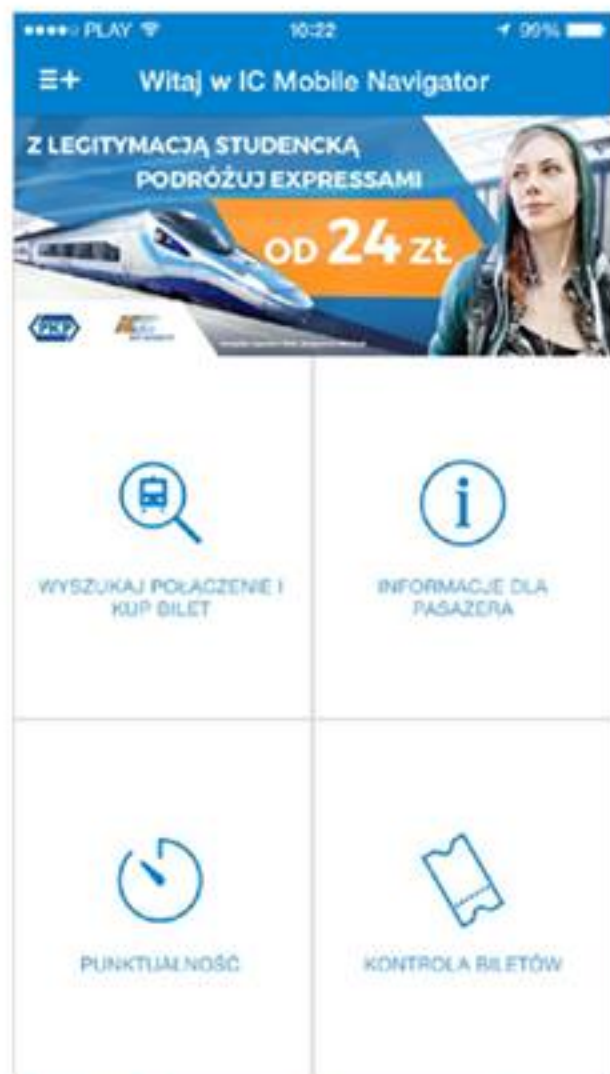 PLAY 10:22 99%
Witaj w IC Mobile Navigator
Z LEGITYMACJĄ STUDENCKĄ
PODRÓŻUJ EXPRESSAMI
OD 24 ZŁ
PKP
WYSZUKAJ POŁĄCZENIE I
KUP BILET
INFORMACJE DLA
PASAŻERA
PUNKTUALNOŚĆ
KONTROLA BILETÓW